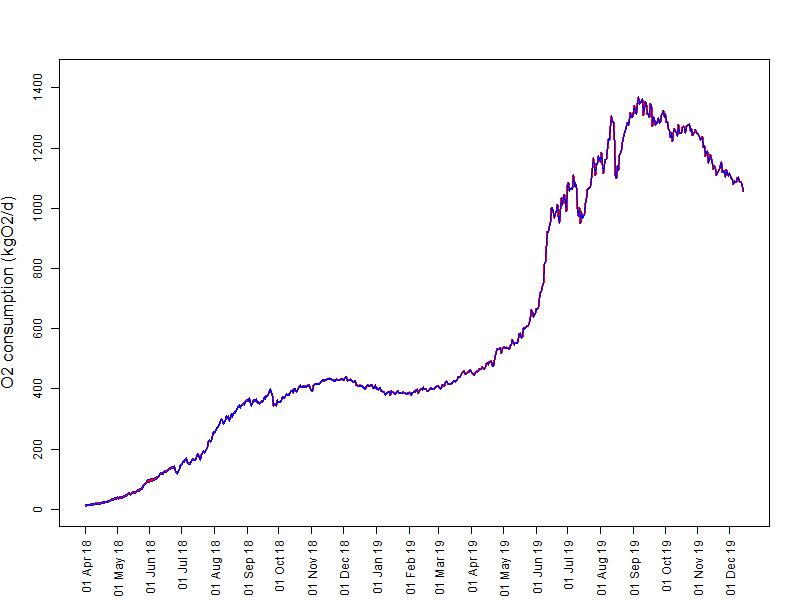 O2 consumption (kgO2/d)
1400
1200
1000
800
600
400
200
0
01 Apr 18
01 May 18
01 Jun 18
01 Jul 18
01 Aug 18
01 Sep 18
01 Oct 18
01 Nov 18
01 Dec 18
01 Jan 19
01 Feb 19
01 Mar 19
01 Apr 19
01 May 19
01 Jun 19
01 Jul 19
01 Aug 19
01 Sep 19
01 Oct 19
01 Nov 19
01 Dec 19